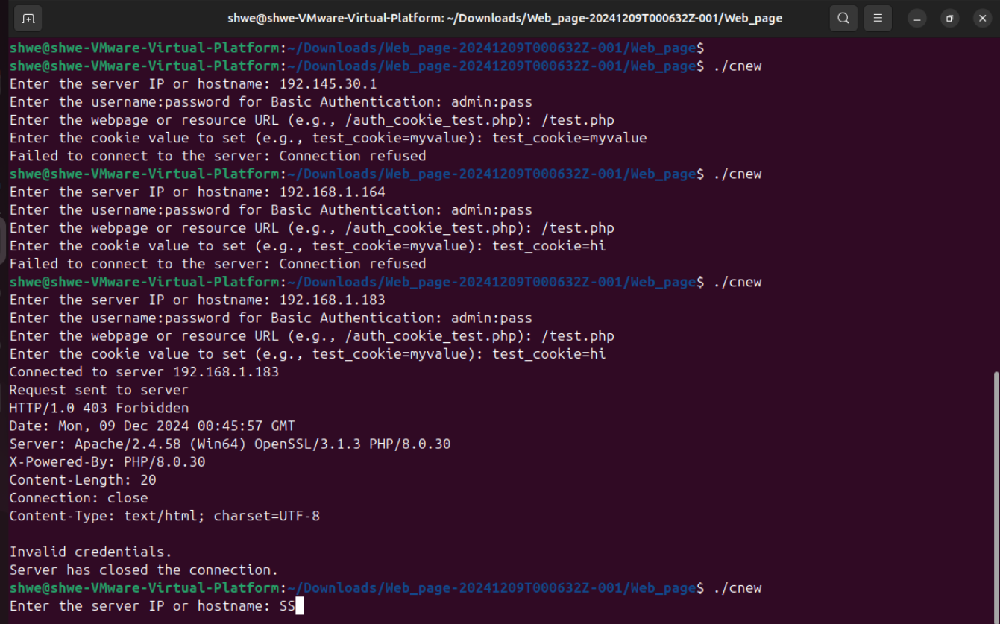 shwe@shwe-VMware-Virtual-Platform: ~/Downloads/Web_page-20241209T000632Z-001/Web_page
shwe@shwe-VMware-Virtual-Platform:~/Downloads/Web_page-20241209T000632Z-001/Web_page$
shwe@shwe-VMware-Virtual-Platform:~/Downloads/Web_page-20241209T000632Z-001/Web_page$ ./cnew
Enter the server IP or hostname: 192.145.30.1
Enter the username:password for Basic Authentication: admin:pass
Enter the webpage or resource URL (e.g., /auth_cookie_test.php): /test.php
Enter the cookie value to set (e.g., test_cookie=myvalue): test_cookie=myvalue
Failed to connect to the server: Connection refused
shwe@shwe-VMware-Virtual-Platform:~/Downloads/Web_page-20241209T000632Z-001/Web_page$ ./cnew
Enter the server IP or hostname: 192.168.1.164
Enter the username:password for Basic Authentication: admin:pass
Enter the webpage or resource URL (e.g., /auth_cookie_test.php): /test.php
Enter the cookie value to set (e.g., test_cookie=myvalue): test_cookie=hi
Failed to connect to the server: Connection refused
shwe@shwe-VMware-Virtual-Platform:~/Downloads/Web_page-20241209T000632Z-001/Web_page$ ./cnew
Enter the server IP or hostname: 192.168.1.183
Enter the username:password for Basic Authentication: admin:pass
Enter the webpage or resource URL (e.g., /auth_cookie_test.php): /test.php
Enter the cookie value to set (e.g., test_cookie=myvalue): test_cookie=hi
Connected to server 192.168.1.183
Request sent to server
HTTP/1.0 403 Forbidden
Date: Mon, 09 Dec 2024 00:45:57 GMT
Server: Apache/2.4.58 (Win64) OpenSSL/3.1.3 PHP/8.0.30
X-Powered-By: PHP/8.0.30
Content-Length: 20
Connection: close
Content-Type: text/html; charset=UTF-8
Invalid credentials.
Server has closed the connection.
shwe@shwe-VMware-Virtual-Platform:~/Downloads/Web_page-20241209T000632Z-001/Web_page$ ./cnew
Enter the server IP or hostname: SS